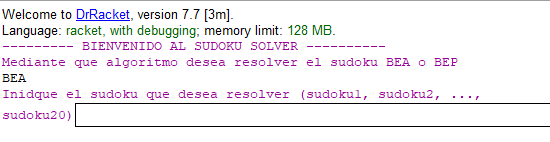 Welcome to DrRacket, version 7.7 [3m].
Language: racket, with debugging; memory limit: 128 MB.
--------- BIENVENIDO AL SUDOKU SOLVER ----------
Mediante que algoritmo desea resolver el sudoku BEA o BEP
BEA
Inidque el sudoku que desea resolver (sudoku1, sudoku2, ...,
sudoku20)